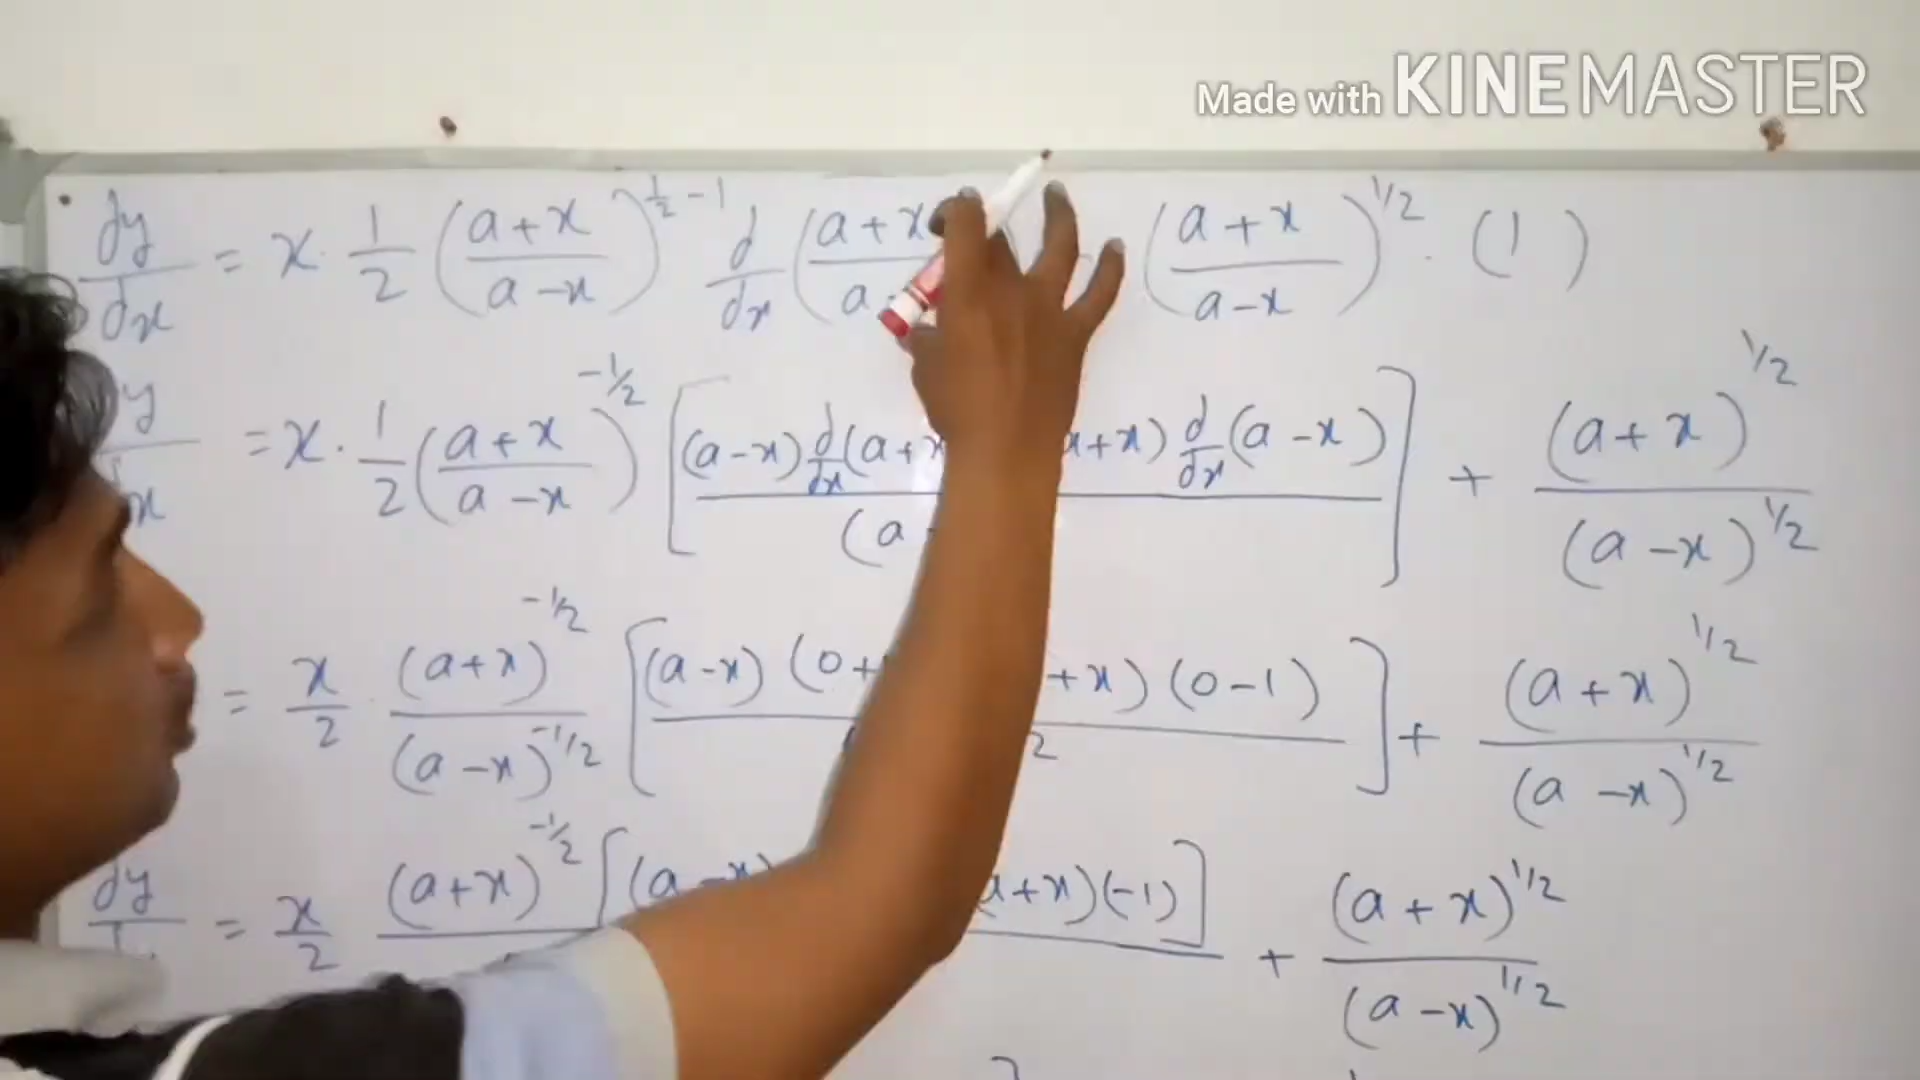 Made with KINEMASTER
dy/dx = x · 1/2 ((a+x)/(a-x))^(1/2 - 1) d/dx (a+x / a- ((a+x)/(a-x))^(1/2) · (1)
y/x = x · 1/2 ((a+x)/(a-x))^(-1/2) [(a-x) d/dx (a+x a+x) d/dx (a-x) / (a - ] + (a+x)^(1/2) / (a-x)^(1/2)
= x/2 · (a+x)^(-1/2) / (a-x)^(-1/2) [(a-x) (0+ +x) (0-1) / 2 ] + (a+x)^(1/2) / (a-x)^(1/2)
dy = x/2 (a+x)^(-1/2) [(a-x) a+x)(-1)] + (a+x)^(1/2) / (a-x)^(1/2)